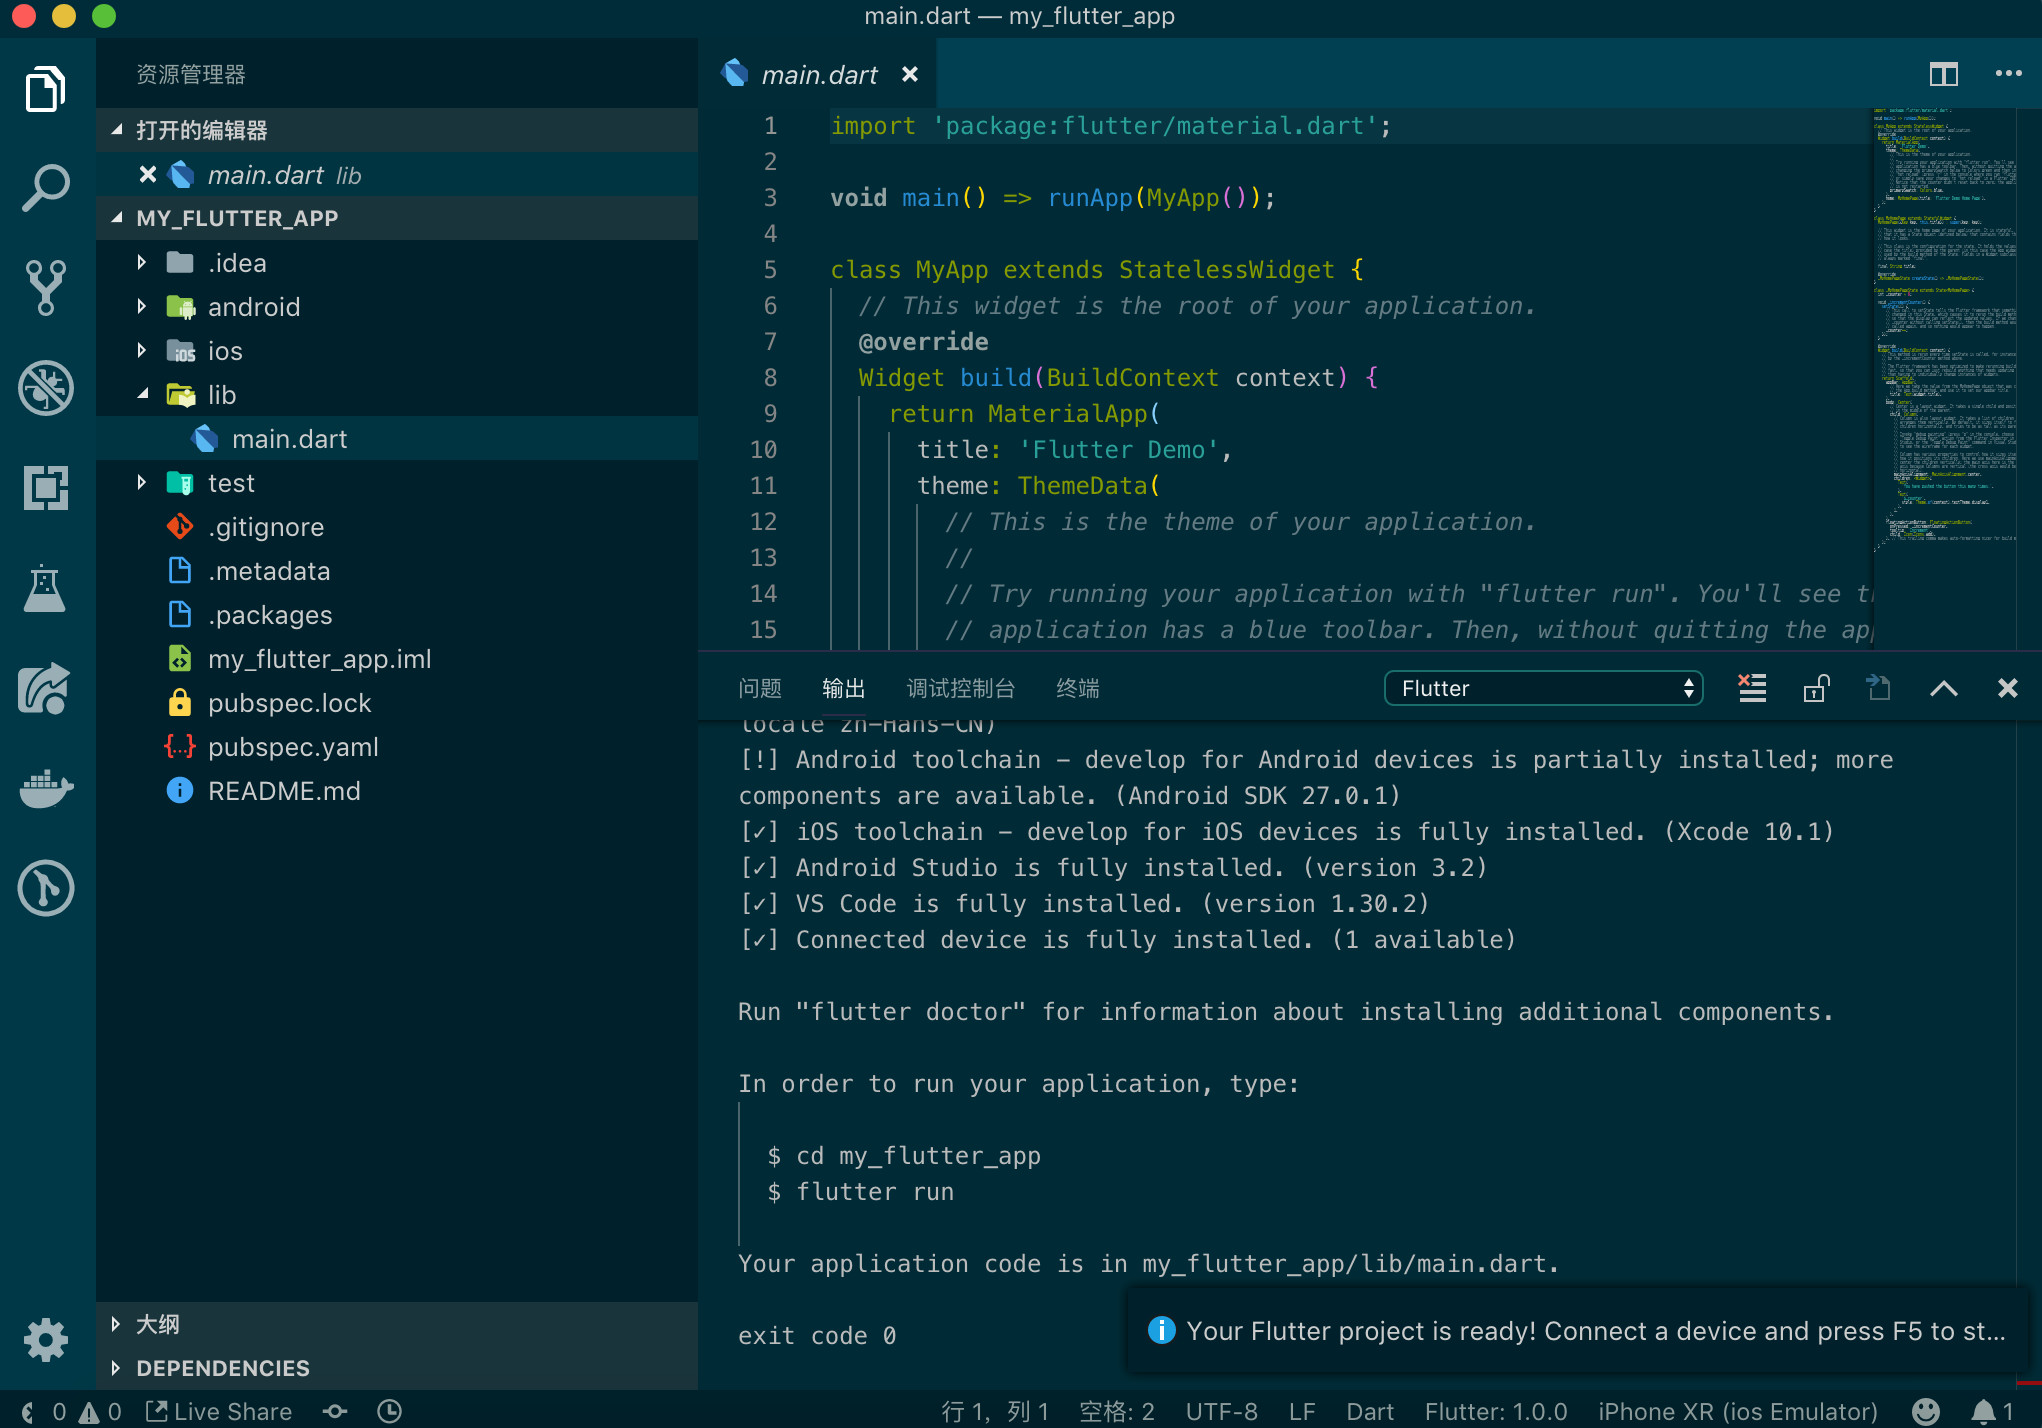 main.dart — my_flutter_app
资源管理器
打开的编辑器
main.dart lib
MY_FLUTTER_APP
.idea
android
ios
lib
main.dart
test
.gitignore
.metadata
.packages
my_flutter_app.iml
pubspec.lock
pubspec.yaml
README.md
大纲
DEPENDENCIES
main.dart
1 import 'package:flutter/material.dart';
2
3 void main() => runApp(MyApp());
4
5 class MyApp extends StatelessWidget {
6 // This widget is the root of your application.
7 @override
8 Widget build(BuildContext context) {
9 return MaterialApp(
10 title: 'Flutter Demo',
11 theme: ThemeData(
12 // This is the theme of your application.
13 //
14 // Try running your application with "flutter run". You'll see t
15 // application has a blue toolbar. Then, without quitting the ap
问题 输出 调试控制台 终端 Flutter
locale zh-Hans-CN)
[!] Android toolchain - develop for Android devices is partially installed; more
components are available. (Android SDK 27.0.1)
[✓] iOS toolchain - develop for iOS devices is fully installed. (Xcode 10.1)
[✓] Android Studio is fully installed. (version 3.2)
[✓] VS Code is fully installed. (version 1.30.2)
[✓] Connected device is fully installed. (1 available)
Run "flutter doctor" for information about installing additional components.
In order to run your application, type:
$ cd my_flutter_app
$ flutter run
Your application code is in my_flutter_app/lib/main.dart.
exit code 0
Your Flutter project is ready! Connect a device and press F5 to st...
0 0 Live Share 行 1, 列 1 空格: 2 UTF-8 LF Dart Flutter: 1.0.0 iPhone XR (ios Emulator) 1